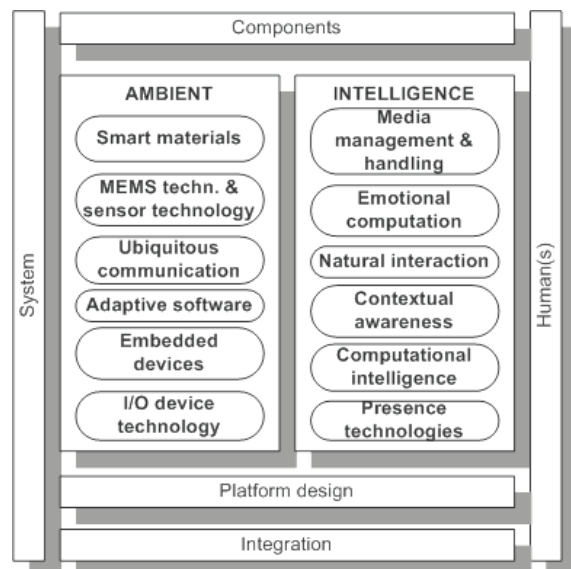 Components
System
AMBIENT
Smart materials
MEMS techn. &
sensor technology
Ubiquitous
communication
Adaptive software
Embedded
devices
I/O device
technology
INTELLIGENCE
Media
management &
handling
Emotional
computation
Natural interaction
Contextual
awareness
Computational
intelligence
Presence
technologies
Human(s)
Platform design
Integration